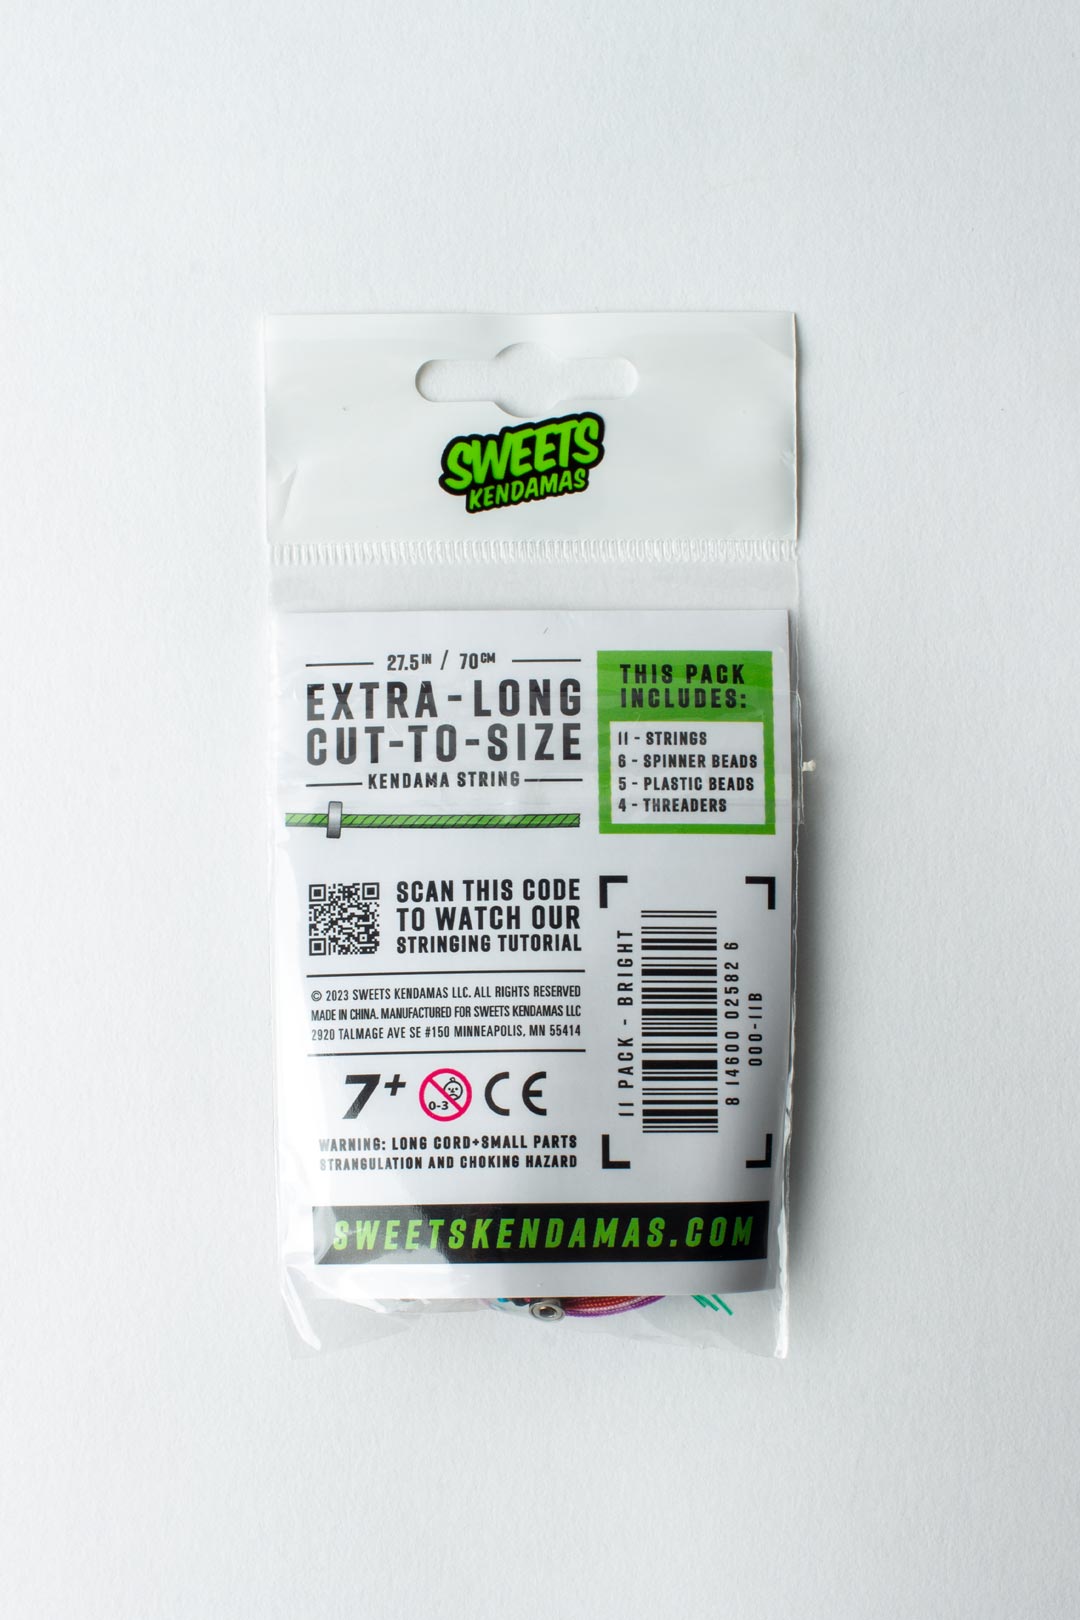 SWEETS
KENDAMAS
27.5IN / 70CM
EXTRA-LONG
CUT-TO-SIZE
KENDAMA STRING
THIS PACK
INCLUDES:
11 - STRINGS
6 - SPINNER BEADS
5 - PLASTIC BEADS
4 - THREADERS
SCAN THIS CODE
TO WATCH OUR
STRINGING TUTORIAL
© 2023 SWEETS KENDAMAS LLC. ALL RIGHTS RESERVED
MADE IN CHINA. MANUFACTURED FOR SWEETS KENDAMAS LLC
2920 TALMAGE AVE SE #150 MINNEAPOLIS, MN 55414
7+
0-3
CE
WARNING: LONG CORD+SMALL PARTS
STRANGULATION AND CHOKING HAZARD
11 PACK - BRIGHT
8 14600 02582 6
000-11B
SWEETSKENDAMAS.COM